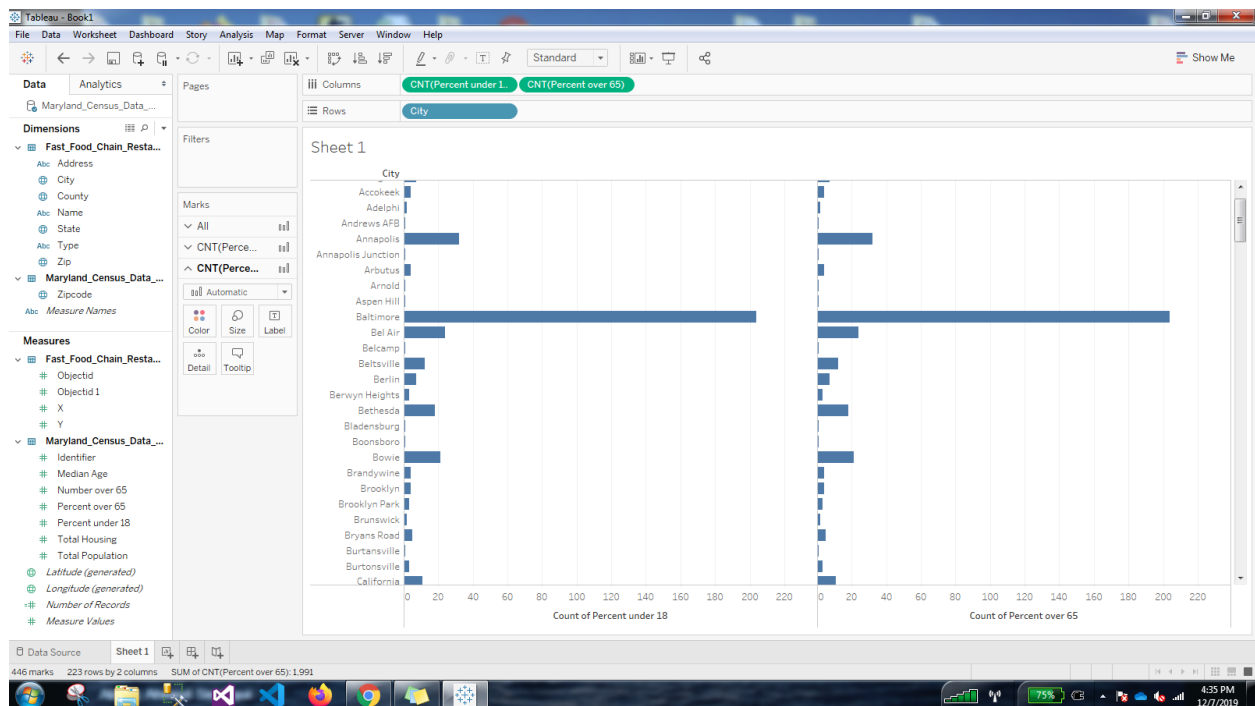 Tableau - Book1
File Data Worksheet Dashboard Story Analysis Map Format Server Window Help
Standard
Show Me
Data Analytics
Maryland_Census_Data_...
Dimensions
Fast_Food_Chain_Resta...
Abc Address
City
County
Abc Name
State
Abc Type
Zip
Maryland_Census_Data_...
Zipcode
Abc Measure Names
Measures
Fast_Food_Chain_Resta...
# Objectid
# Objectid 1
# X
# Y
Maryland_Census_Data_...
# Identifier
# Median Age
# Number over 65
# Percent over 65
# Percent under 18
# Total Housing
# Total Population
Latitude (generated)
Longitude (generated)
=# Number of Records
# Measure Values
Pages
Filters
Marks
All
CNT(Perce...
CNT(Perce...
Automatic
Color Size Label
Detail Tooltip
Columns CNT(Percent under 1.. CNT(Percent over 65)
Rows City
Sheet 1
City
Accokeek
Adelphi
Andrews AFB
Annapolis
Annapolis Junction
Arbutus
Arnold
Aspen Hill
Baltimore
Bel Air
Belcamp
Beltsville
Berlin
Berwyn Heights
Bethesda
Bladensburg
Boonsboro
Bowie
Brandywine
Brooklyn
Brooklyn Park
Brunswick
Bryans Road
Burtansville
Burtonsville
California
0 20 40 60 80 100 120 140 160 180 200 220
0 20 40 60 80 100 120 140 160 180 200 220
Count of Percent under 18
Count of Percent over 65
Data Source Sheet 1
446 marks 223 rows by 2 columns SUM of CNT(Percent over 65): 1,991
75%
4:35 PM
12/7/2019